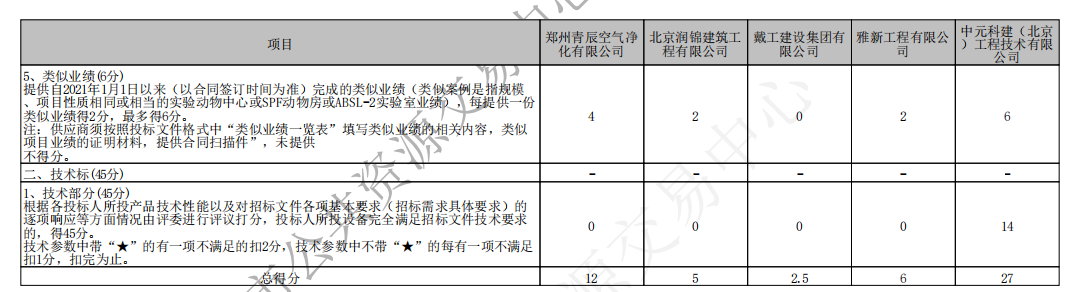 项目
郑州青辰空气净
化有限公司
北京润锦建筑工
程有限公司
戴工建设集团有
限公司
雅新工程有限公
司
中元科建（北京
）工程技术有限
公司
5、类似业绩(6分)
提供自2021年1月1日以来（以合同签订时间为准）完成的类似业绩（类似案例是指规模
、项目性质相同或相当的实验动物中心或SPF动物房或ABSL-2实验室业绩），每提供一份
类似业绩得2分，最多得6分。
注：供应商须按照投标文件格式中“类似业绩一览表”填写类似业绩的相关内容，类似
项目业绩的证明材料，提供合同扫描件”，未提供
不得分。
4 2 0 2 6
二、技术标(45分)
– – – – –
1、技术部分(45分)
根据各投标人所投产品技术性能以及对招标文件各项基本要求（招标需求具体要求）的
逐项响应等方面情况由评委进行评议打分，投标人所投设备完全满足招标文件技术要求
的，得45分。
技术参数中带“★”的有一项不满足的扣2分，技术参数中不带“★”的每有一项不满足
扣1分，扣完为止。
0 0 0 0 14
总得分 12 5 2.5 6 27
市公共资源交易中心
源交易中心